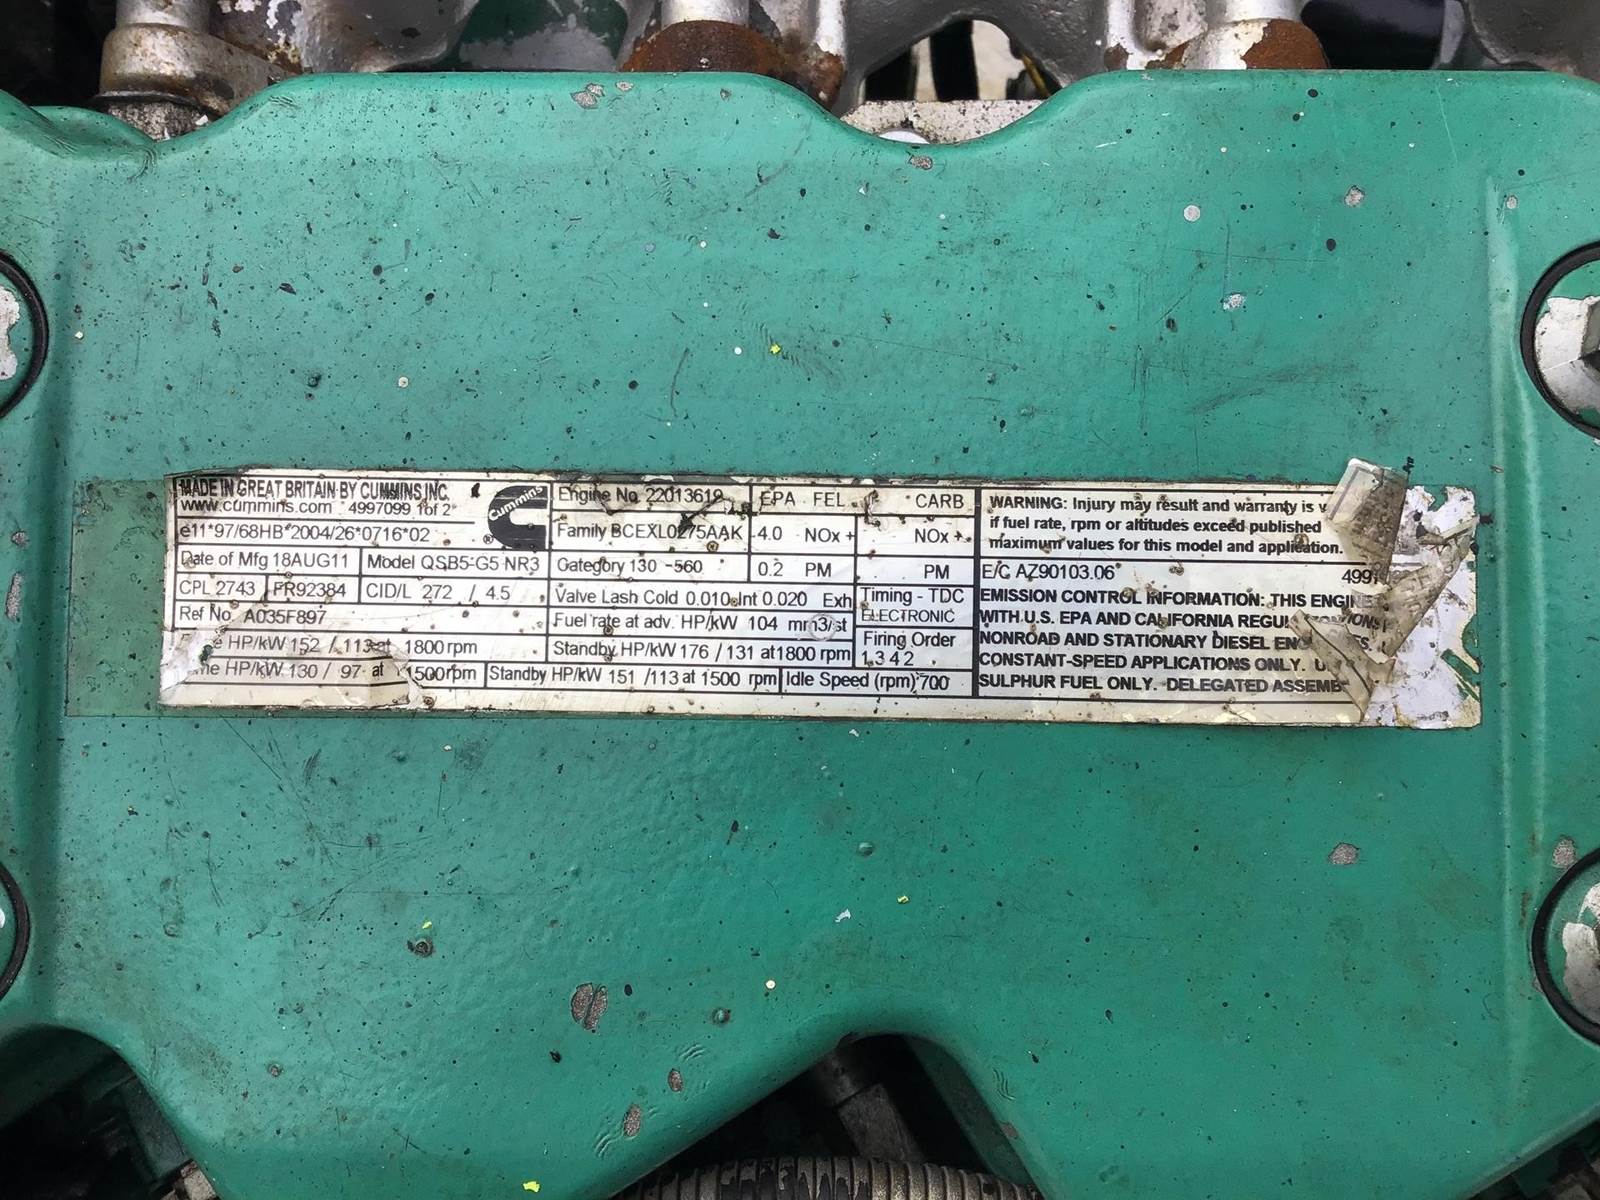 MADE IN GREAT BRITAIN BY CUMMINS INC.
www.cummins.com 4997099 1of 2
e11*97/68HB*2004/26*0716*02
Cummins
®
Date of Mfg 18AUG11 Model QSB5-G5 NR3
CPL 2743 FR92384 CID/L 272 / 4.5
Ref No. A035F897
HP/kW 152 / 113 at 1800 rpm
HP/kW 130 / 97 at 1500rpm
Engine No. 22013619
Family BCEXL0275AAK
Gategory 130 -560
Valve Lash Cold 0.010 Int 0.020 Exh
Fuel rate at adv. HP/kW 104 mm3/st
Standby HP/kW 176 / 131 at1800 rpm
Standby HP/kW 151 /113 at 1500 rpm
Idle Speed (rpm) 700
EPA FEL CARB
4.0 NOx + NOx +
0.2 PM PM
Timing - TDC
ELECTRONIC
Firing Order
1 3 4 2
WARNING: Injury may result and warranty is
if fuel rate, rpm or altitudes exceed published
maximum values for this model and application.
E/C AZ90103.06
EMISSION CONTROL INFORMATION: THIS ENGINE
WITH U.S. EPA AND CALIFORNIA
NONROAD AND STATIONARY DIESEL
CONSTANT-SPEED APPLICATIONS ONLY.
SULPHUR FUEL ONLY. DELEGATED